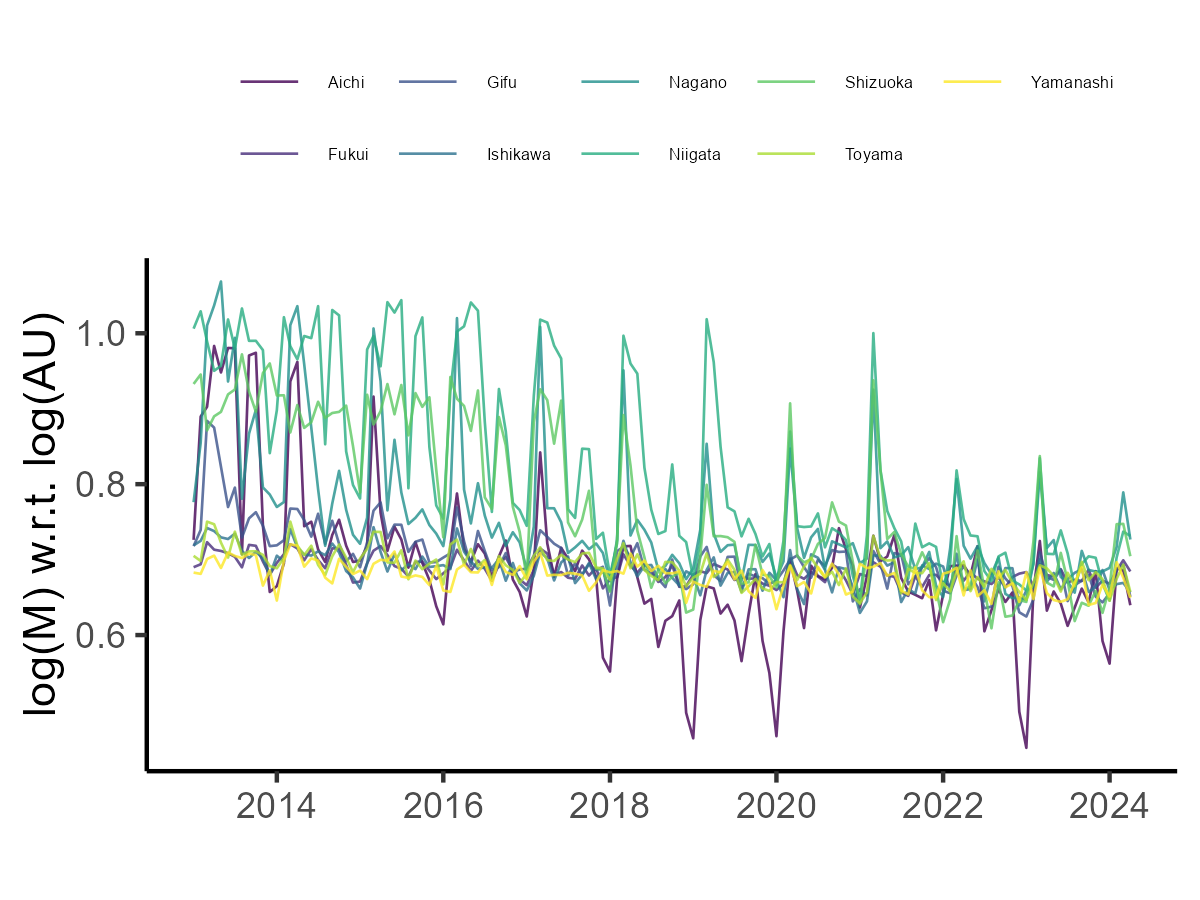 Aichi Gifu Nagano Shizuoka Yamanashi
Fukui Ishikawa Niigata Toyama
log(M) w.r.t. log(AU)
1.0
0.8
0.6
2014 2016 2018 2020 2022 2024